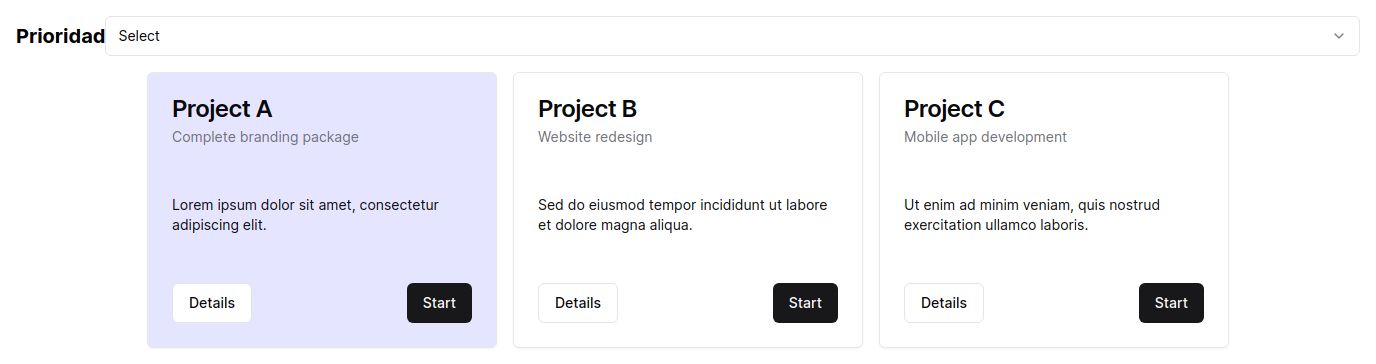 Prioridad
Select
Project A
Complete branding package
Lorem ipsum dolor sit amet, consectetur
adipiscing elit.
Details
Start
Project B
Website redesign
Sed do eiusmod tempor incididunt ut labore
et dolore magna aliqua.
Details
Start
Project C
Mobile app development
Ut enim ad minim veniam, quis nostrud
exercitation ullamco laboris.
Details
Start